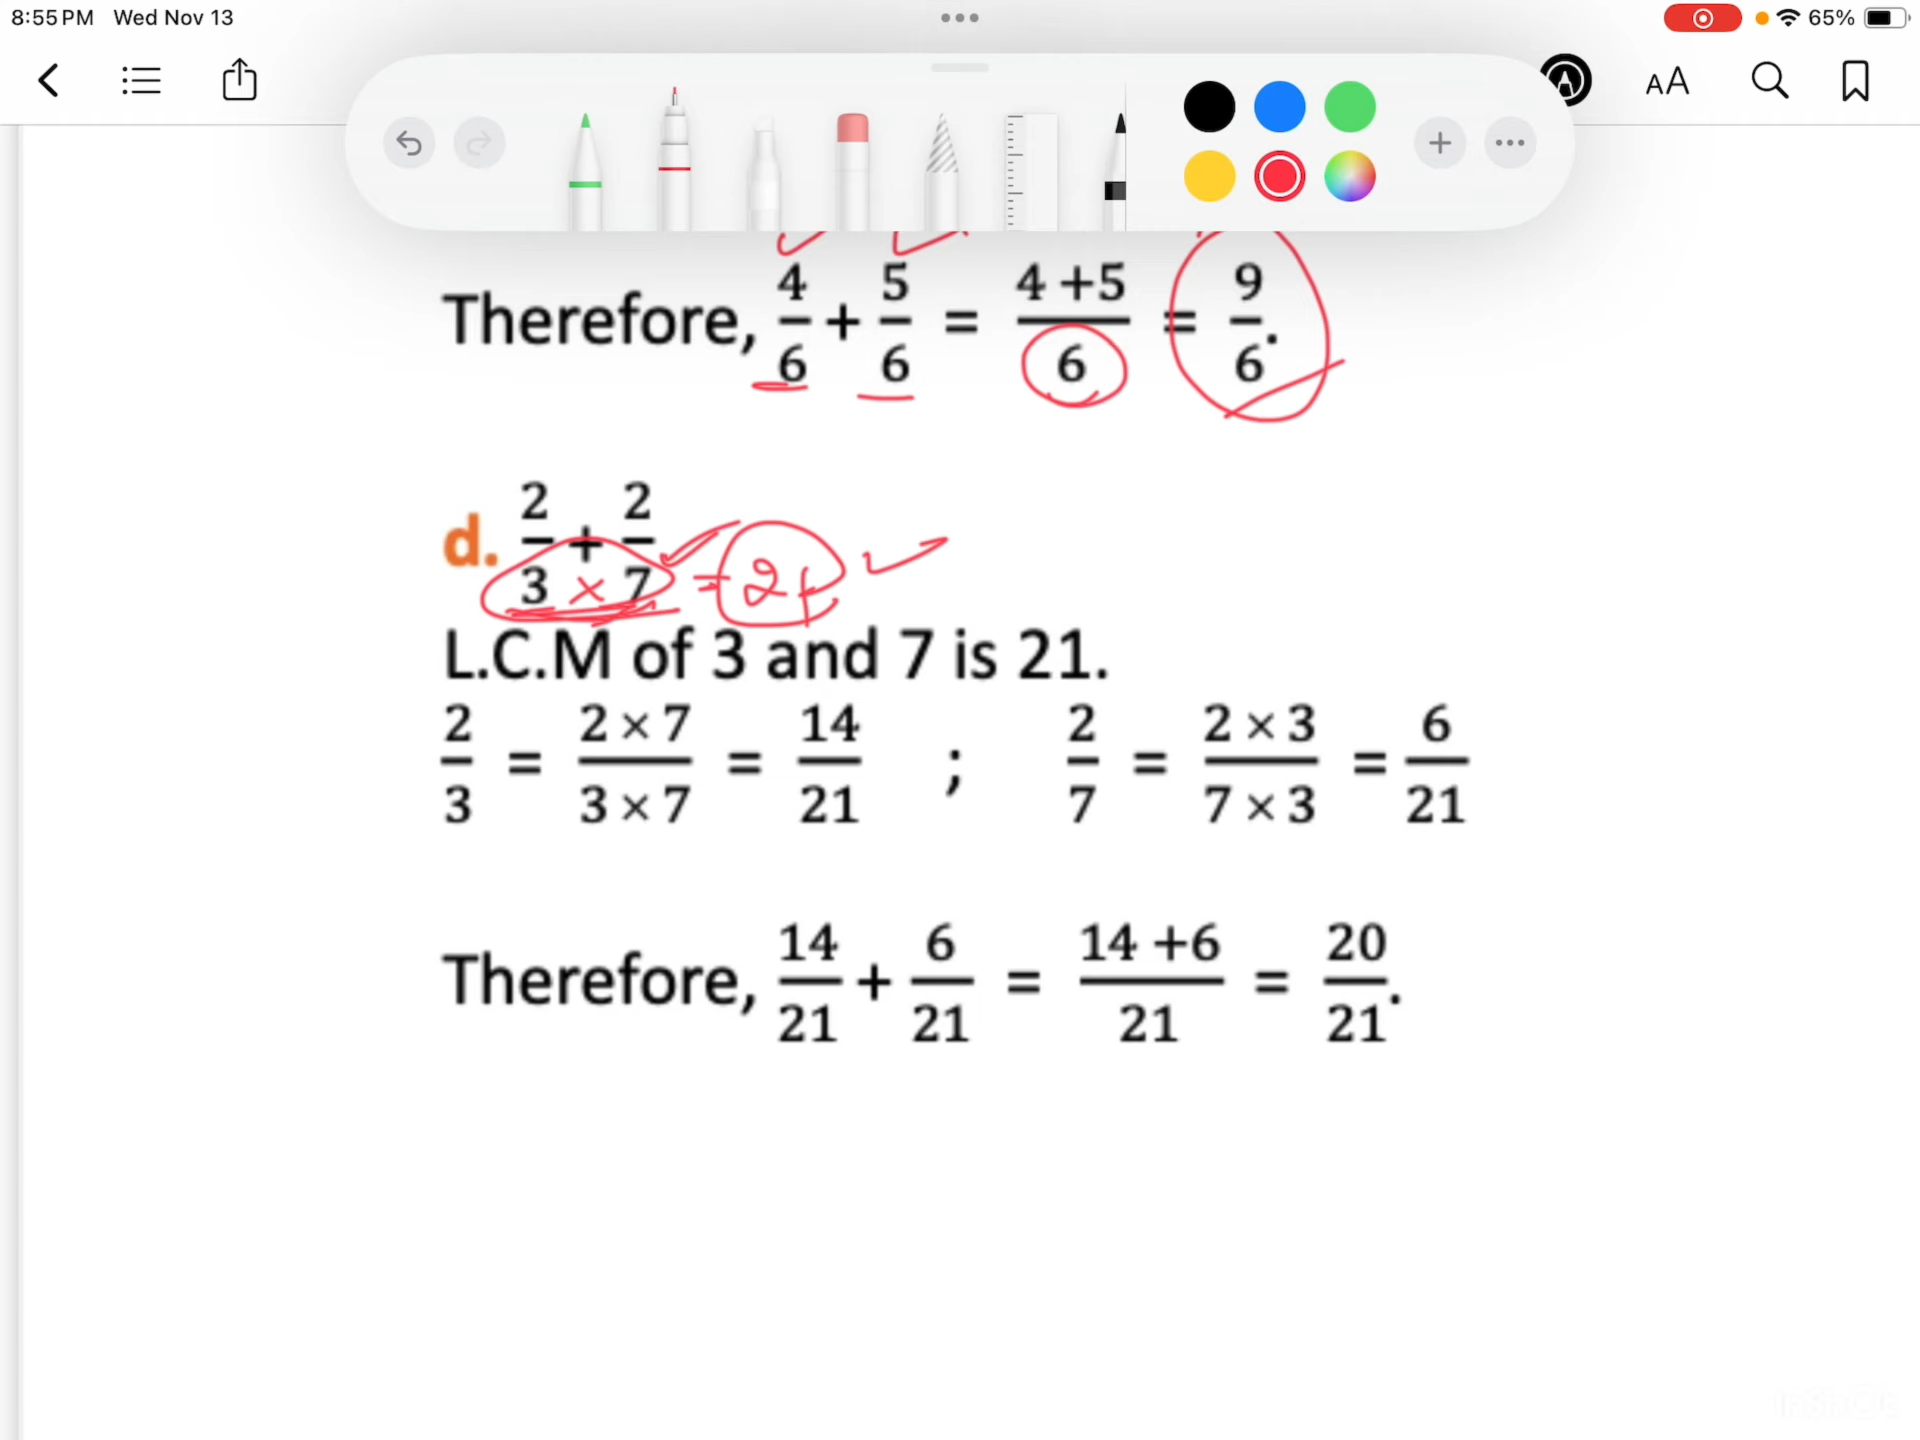 8:55 PM Wed Nov 13
65%
AA
Therefore, 4/6 + 5/6 = 4 +5/6 = 9/6.
d. 2/3 + 2/7
× = 21
L.C.M of 3 and 7 is 21.
2/3 = 2 × 7/3 × 7 = 14/21 ; 2/7 = 2 × 3/7 × 3 = 6/21
Therefore, 14/21 + 6/21 = 14 +6/21 = 20/21.